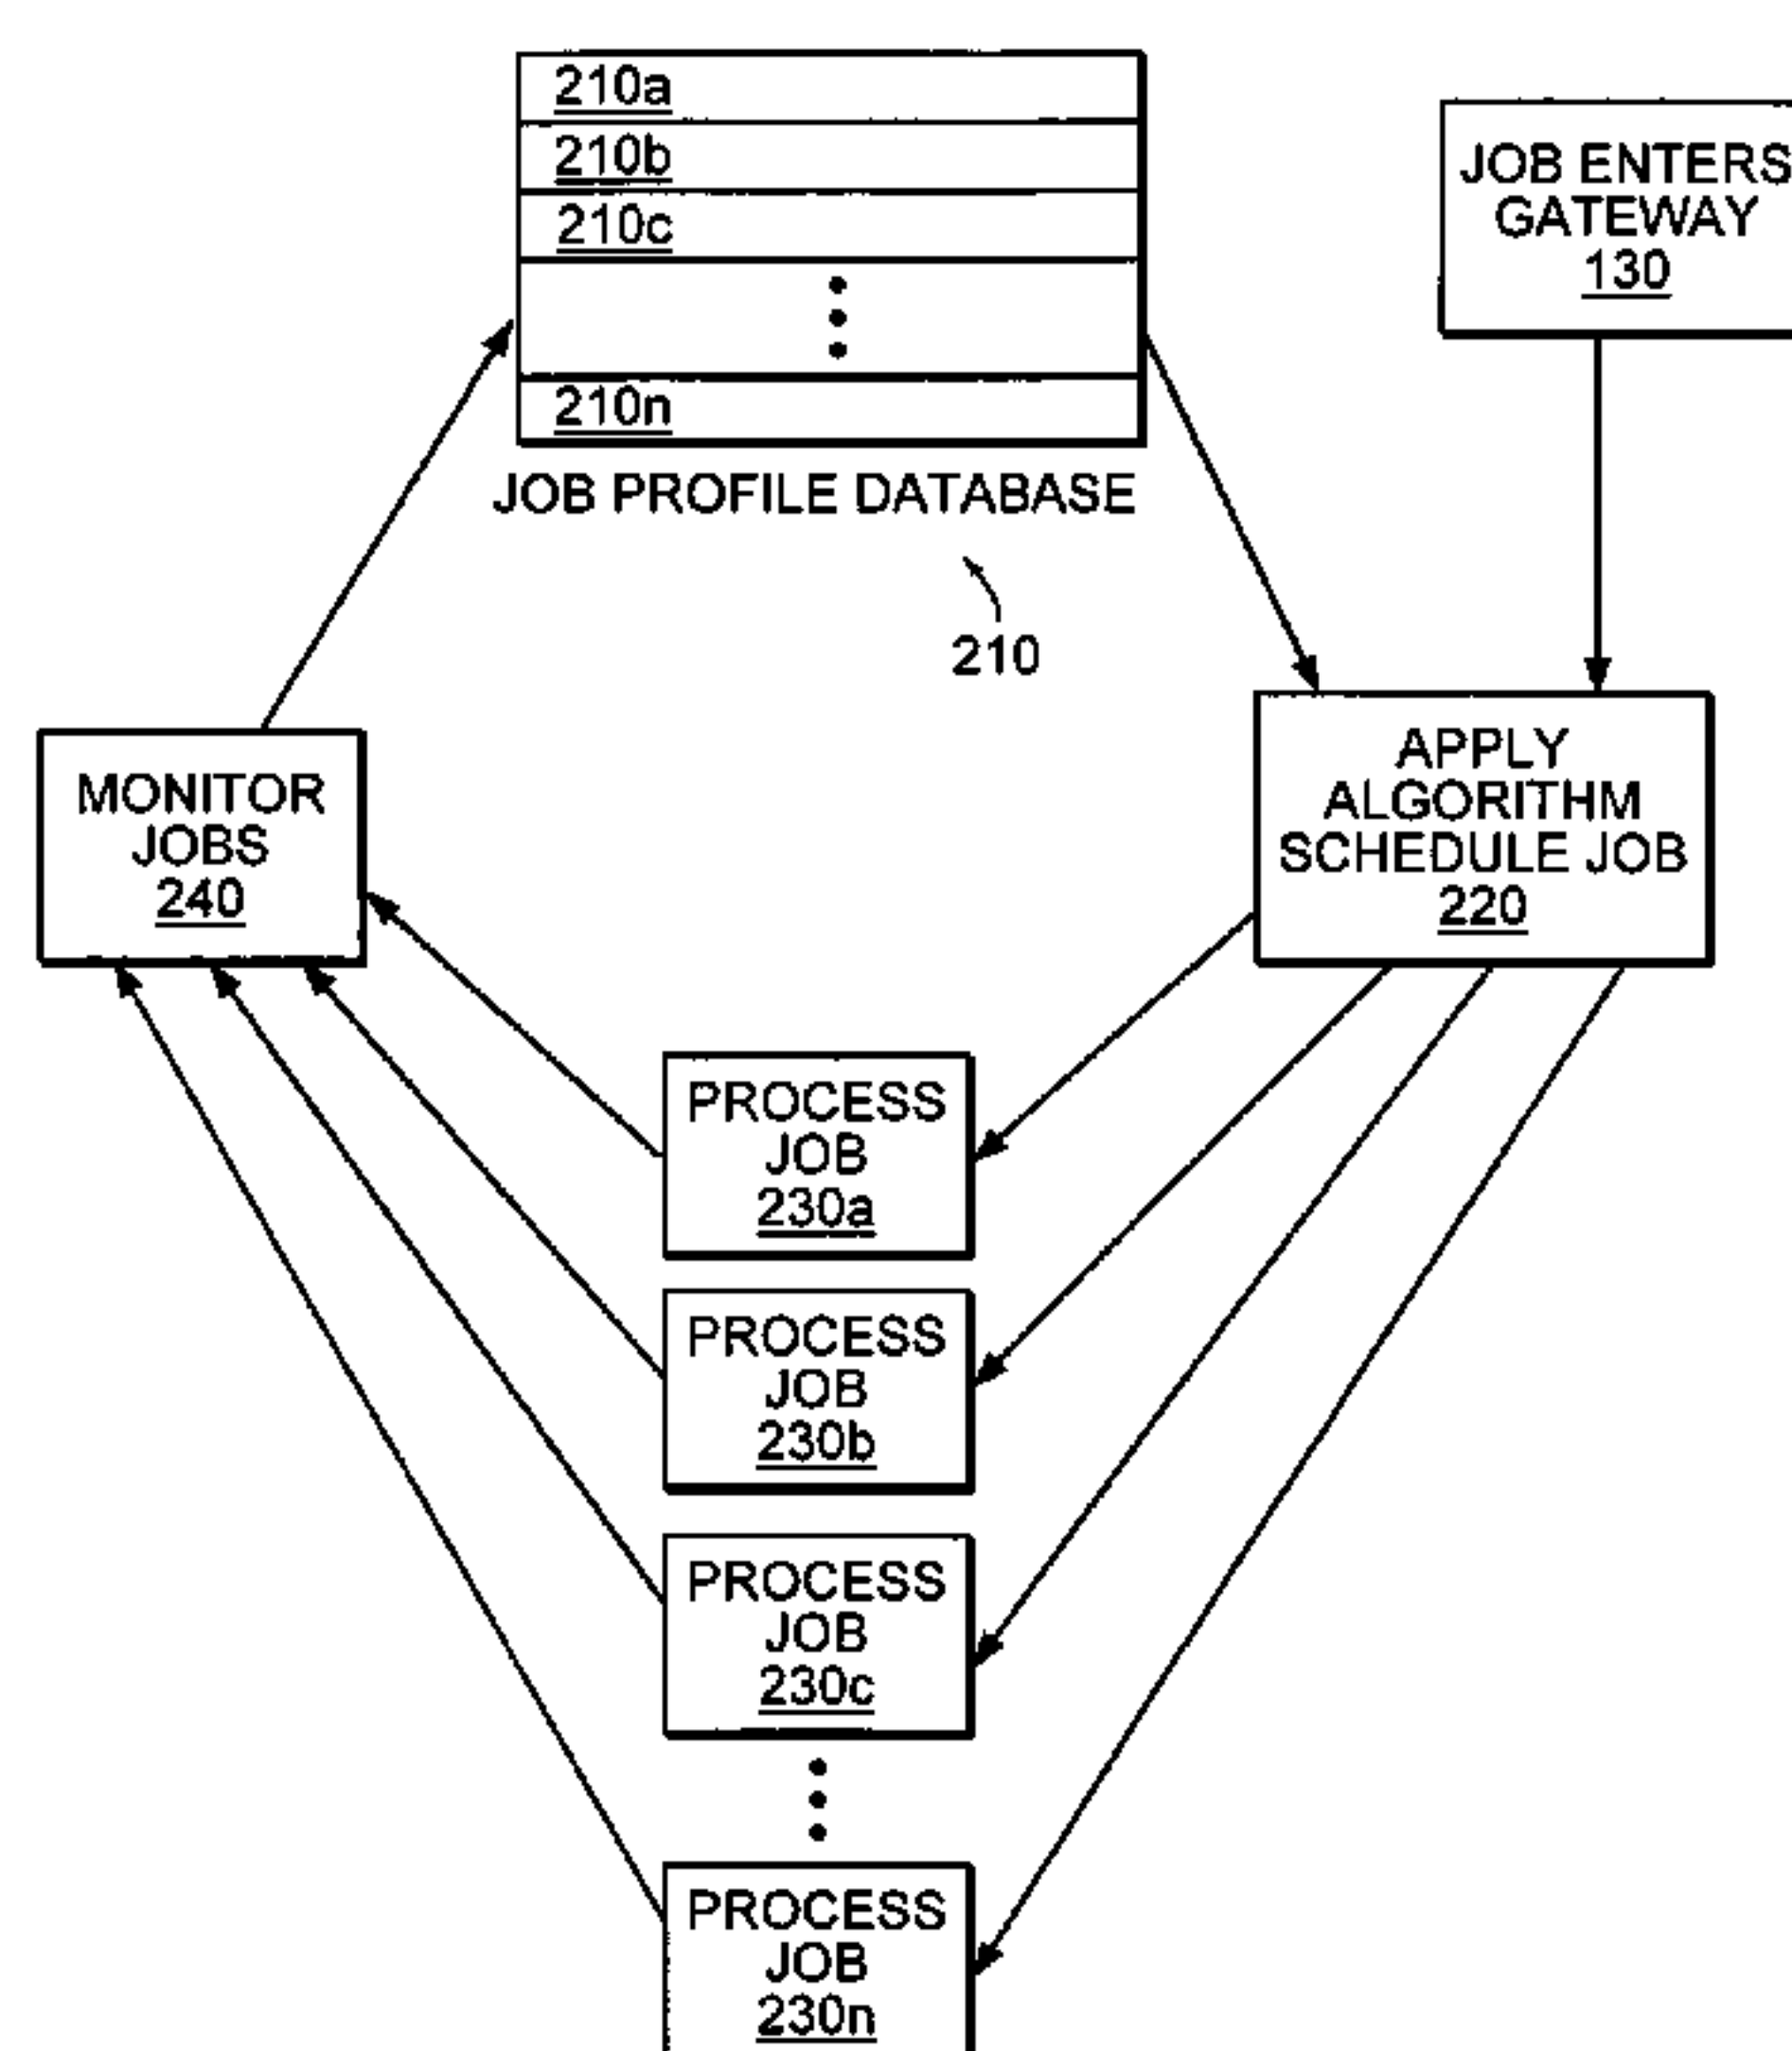 210a
210b
210c
210n
JOB PROFILE DATABASE
210
JOB ENTERS
GATEWAY
130
APPLY
ALGORITHM
SCHEDULE JOB
220
MONITOR
JOBS
240
PROCESS
JOB
230a
PROCESS
JOB
230b
PROCESS
JOB
230c
PROCESS
JOB
230n